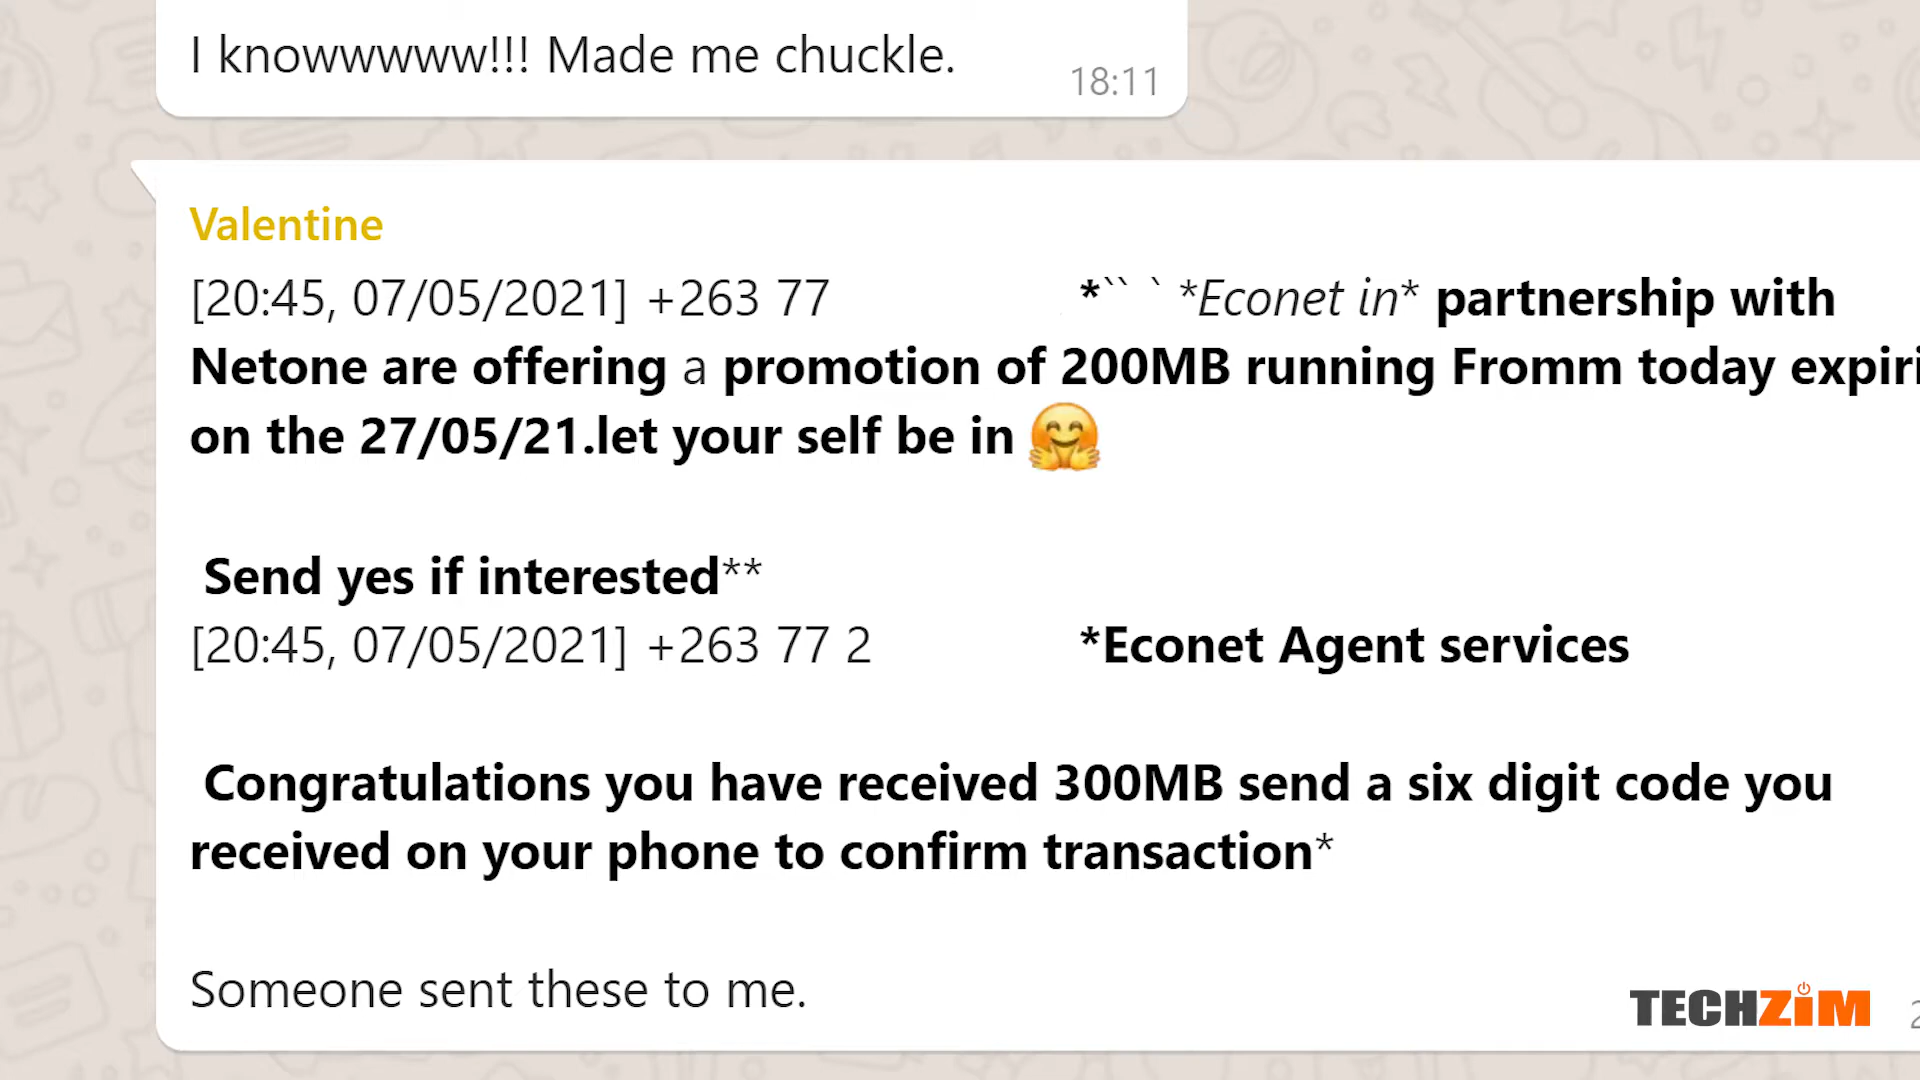 I knowwwwww!!! Made me chuckle.
18:11
Valentine
[20:45, 07/05/2021] +263 77 *`` ` *Econet in* partnership with
Netone are offering a promotion of 200MB running Fromm today expiri
on the 27/05/21.let your self be in 🤗
Send yes if interested**
[20:45, 07/05/2021] +263 77 2 *Econet Agent services
Congratulations you have received 300MB send a six digit code you
received on your phone to confirm transaction*
Someone sent these to me.
TECHZiM